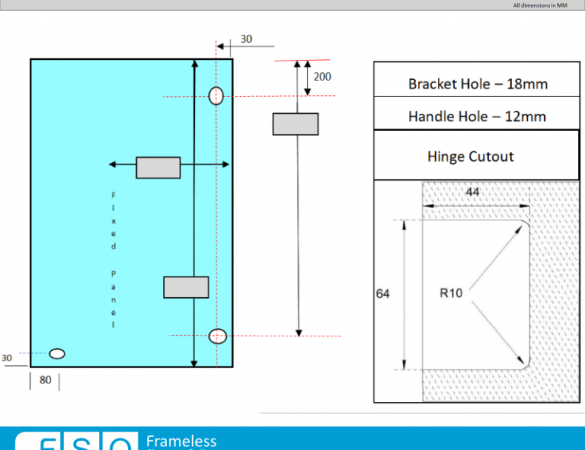 All dimensions in MM
30
200
Fixed Panel
30
80
Bracket Hole – 18mm
Handle Hole – 12mm
Hinge Cutout
44
64
R10
FSO
Frameless